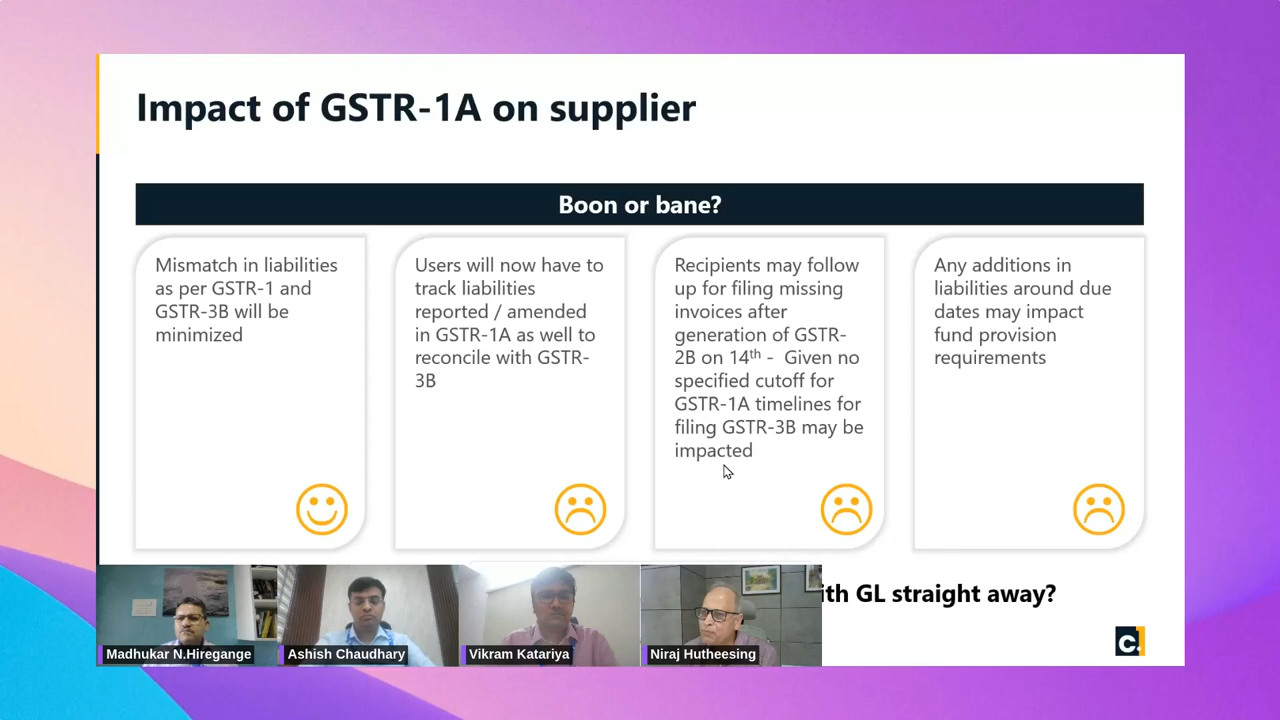 Impact of GSTR-1A on supplier
Boon or bane?
Mismatch in liabilities
as per GSTR-1 and
GSTR-3B will be
minimized
Users will now have to
track liabilities
reported / amended
in GSTR-1A as well to
reconcile with GSTR-
3B
Recipients may follow
up for filing missing
invoices after
generation of GSTR-
2B on 14th - Given no
specified cutoff for
GSTR-1A timelines for
filing GSTR-3B may be
impacted
Any additions in
liabilities around due
dates may impact
fund provision
requirements
ith GL straight away?
c.
Madhukar N.Hiregange
Ashish Chaudhary
Vikram Katariya
Niraj Hutheesing